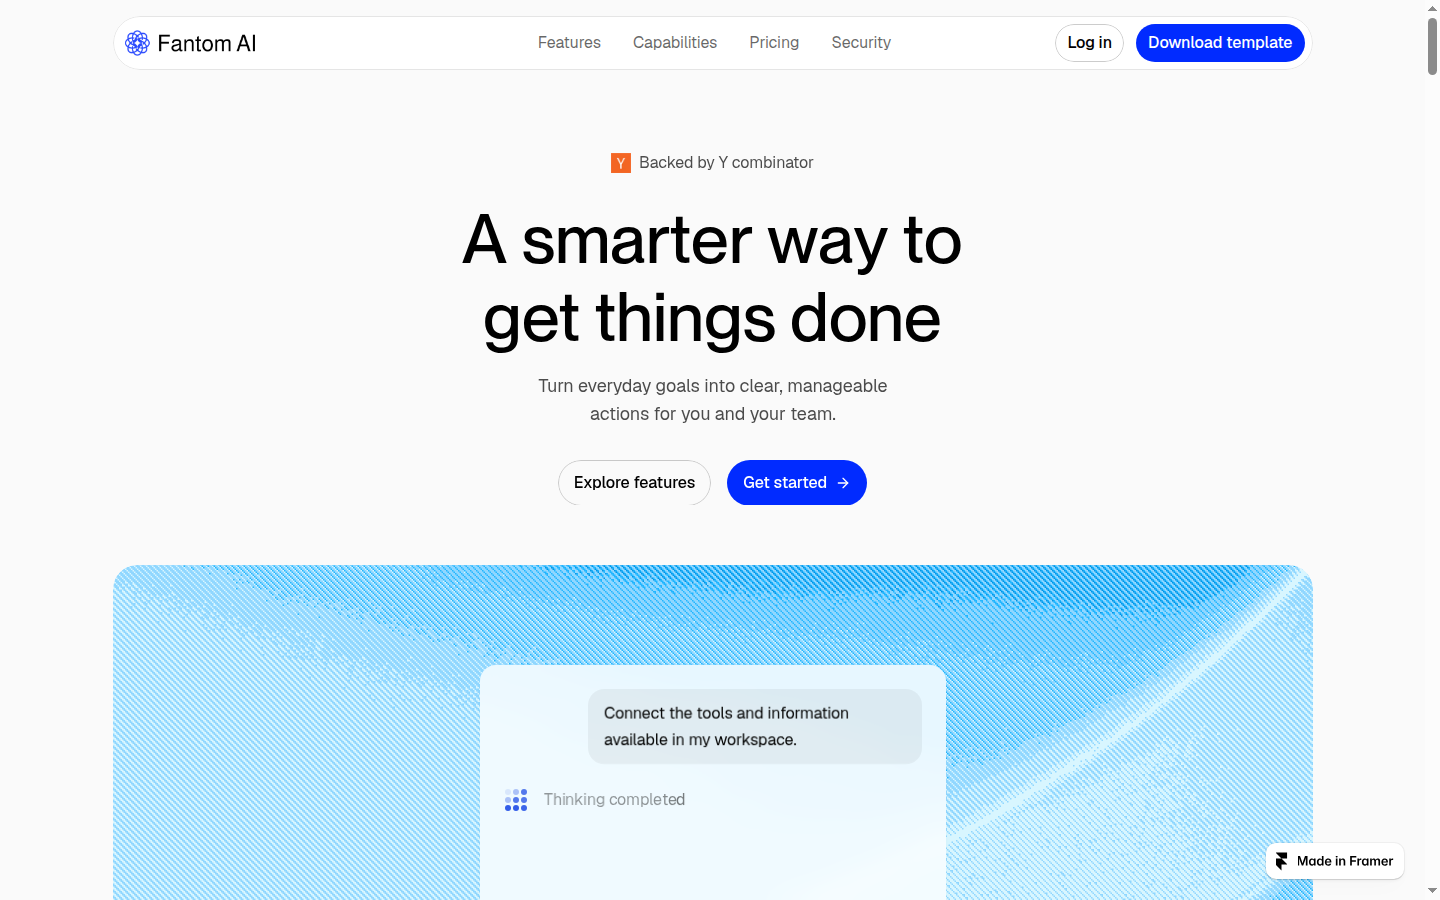 Fantom AI
Features
Capabilities
Pricing
Security
Log in
Download template
Y
Backed by Y combinator
A smarter way to
get things done
Turn everyday goals into clear, manageable
actions for you and your team.
Explore features
Get started →
Connect the tools and information
available in my workspace.
Thinking completed
Made in Framer